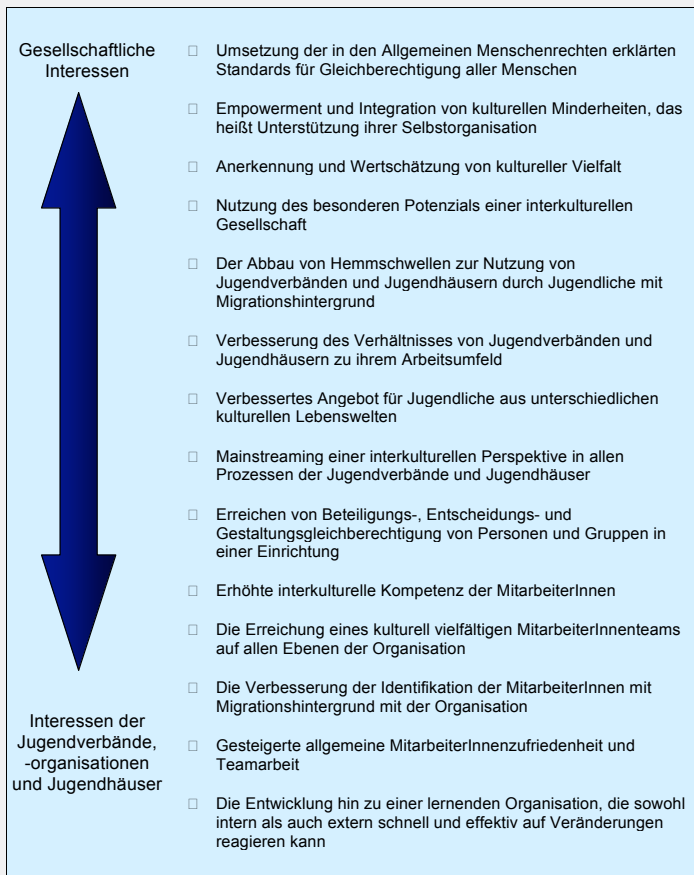 Gesellschaftliche
Interessen
□ Umsetzung der in den Allgemeinen Menschenrechten erklärten
Standards für Gleichberechtigung aller Menschen
□ Empowerment und Integration von kulturellen Minderheiten, das
heißt Unterstützung ihrer Selbstorganisation
□ Anerkennung und Wertschätzung von kultureller Vielfalt
□ Nutzung des besonderen Potenzials einer interkulturellen
Gesellschaft
□ Der Abbau von Hemmschwellen zur Nutzung von
Jugendverbänden und Jugendhäusern durch Jugendliche mit
Migrationshintergrund
□ Verbesserung des Verhältnisses von Jugendverbänden und
Jugendhäusern zu ihrem Arbeitsumfeld
□ Verbessertes Angebot für Jugendliche aus unterschiedlichen
kulturellen Lebenswelten
□ Mainstreaming einer interkulturellen Perspektive in allen
Prozessen der Jugendverbände und Jugendhäuser
□ Erreichen von Beteiligungs-, Entscheidungs- und
Gestaltungsgleichberechtigung von Personen und Gruppen in
einer Einrichtung
□ Erhöhte interkulturelle Kompetenz der MitarbeiterInnen
□ Die Erreichung eines kulturell vielfältigen MitarbeiterInnenteams
auf allen Ebenen der Organisation
□ Die Verbesserung der Identifikation der MitarbeiterInnen mit
Migrationshintergrund mit der Organisation
□ Gesteigerte allgemeine MitarbeiterInnenzufriedenheit und
Teamarbeit
□ Die Entwicklung hin zu einer lernenden Organisation, die sowohl
intern als auch extern schnell und effektiv auf Veränderungen
reagieren kann
Interessen der
Jugendverbände,
-organisationen
und Jugendhäuser